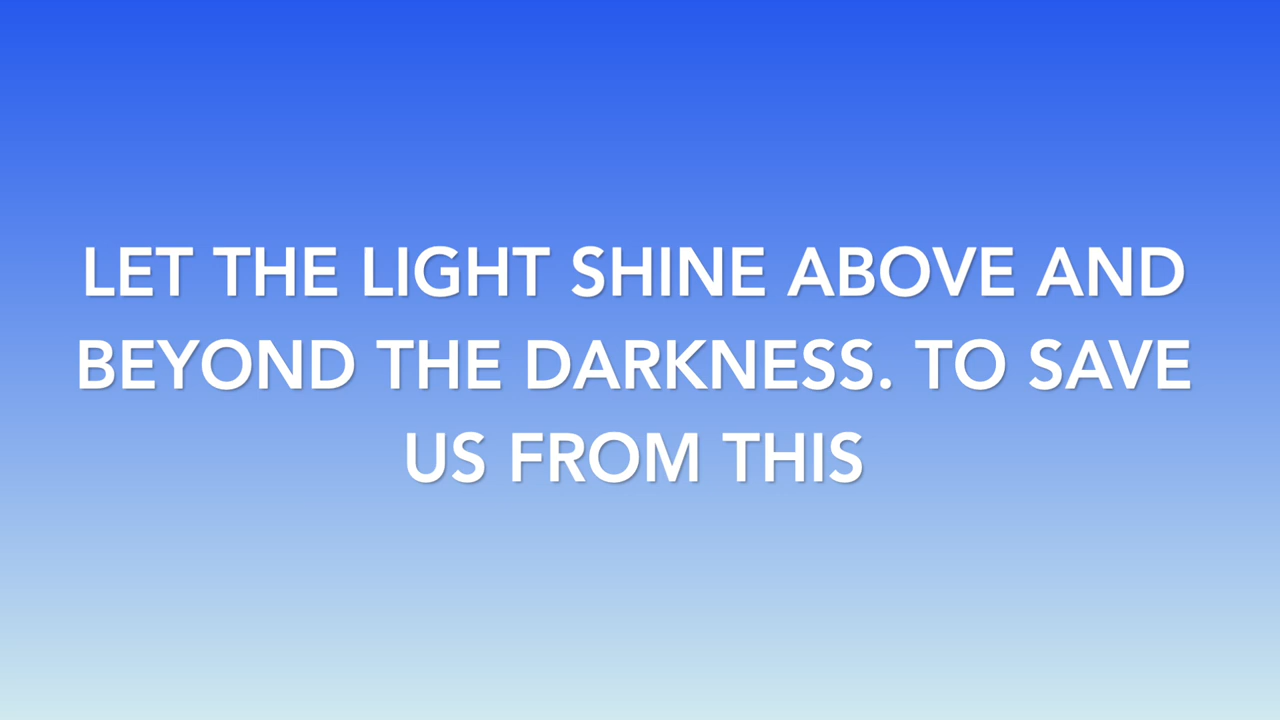 LET THE LIGHT SHINE ABOVE AND
BEYOND THE DARKNESS. TO SAVE
US FROM THIS